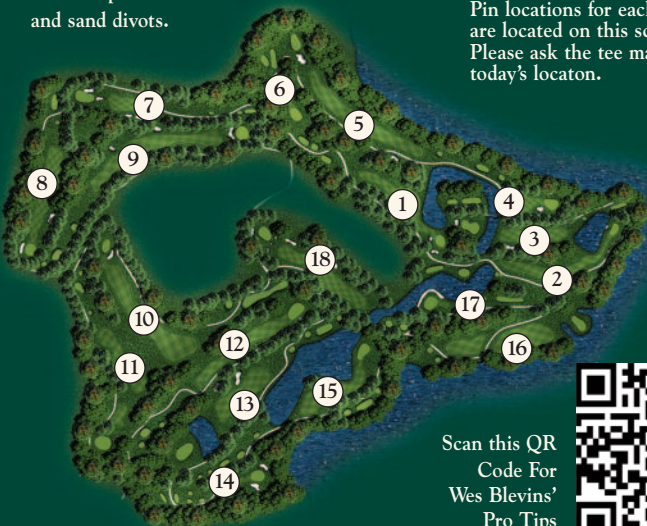 and sand divots.
Pin locations for each
are located on this
Please ask the tee
today's locaton.
7
6
5
9
8
1
4
3
18
2
17
10
12
16
11
15
13
14
Scan this QR
Code For
Wes Blevins'
Pro Tips